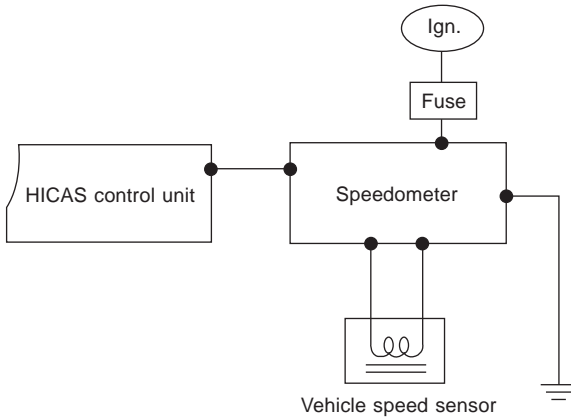 Ign.
Fuse
HICAS control unit
Speedometer
Vehicle speed sensor